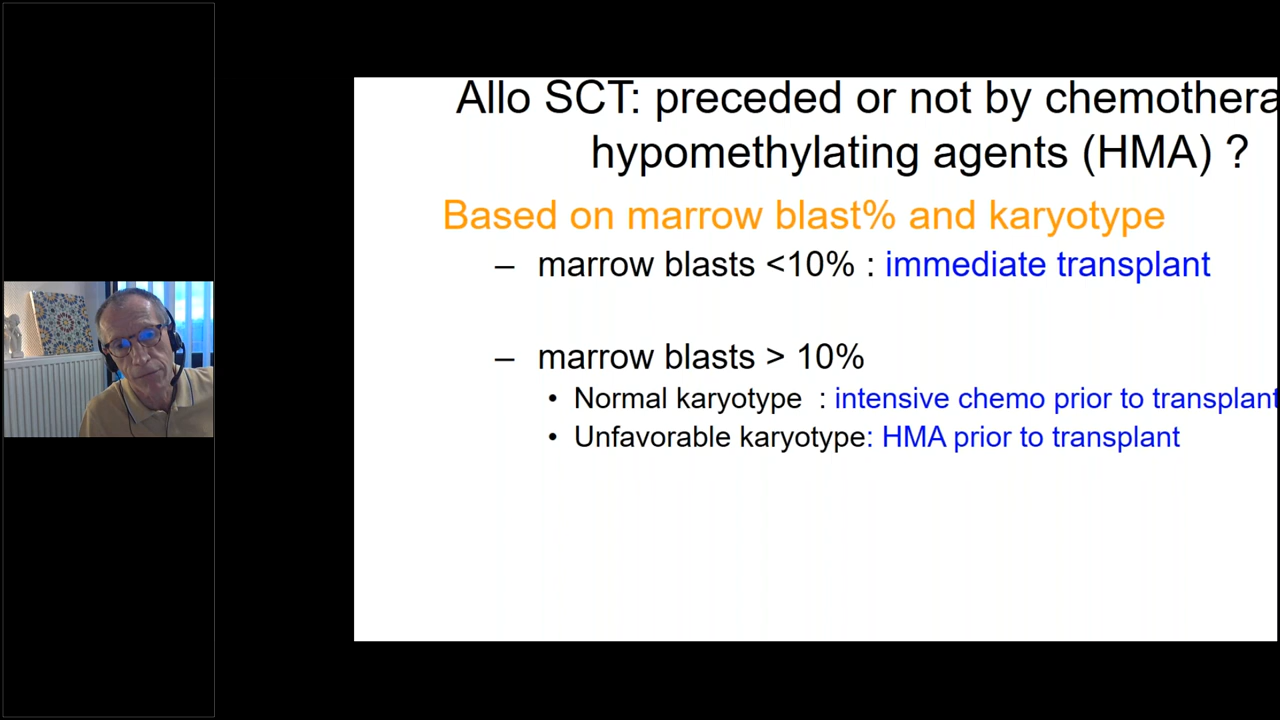 Allo SCT: preceded or not by chemothera
hypomethylating agents (HMA) ?
Based on marrow blast% and karyotype
– marrow blasts <10% : immediate transplant
– marrow blasts > 10%
• Normal karyotype : intensive chemo prior to transplant
• Unfavorable karyotype: HMA prior to transplant